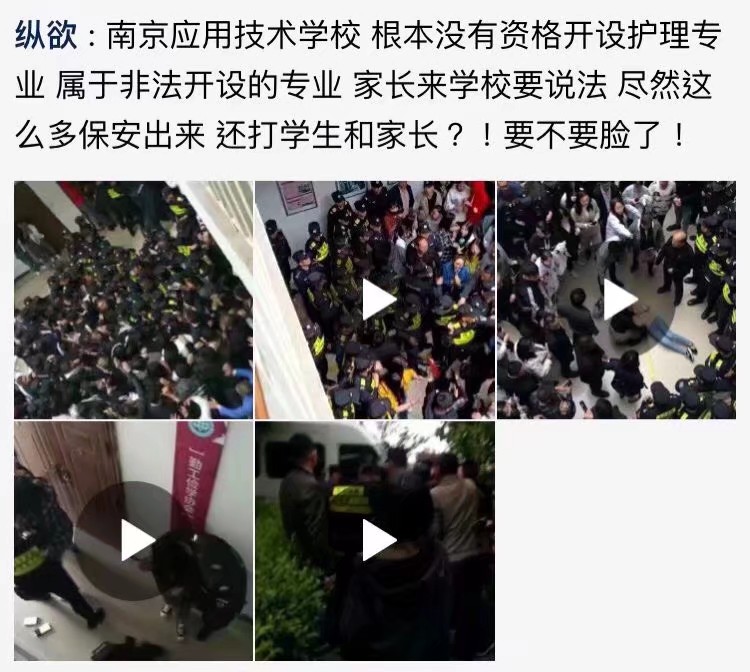 纵欲：南京应用技术学校 根本没有资格开设护理专
业 属于非法开设的专业 家长来学校要说法 尽然这
么多保安出来 还打学生和家长？！要不要脸了！